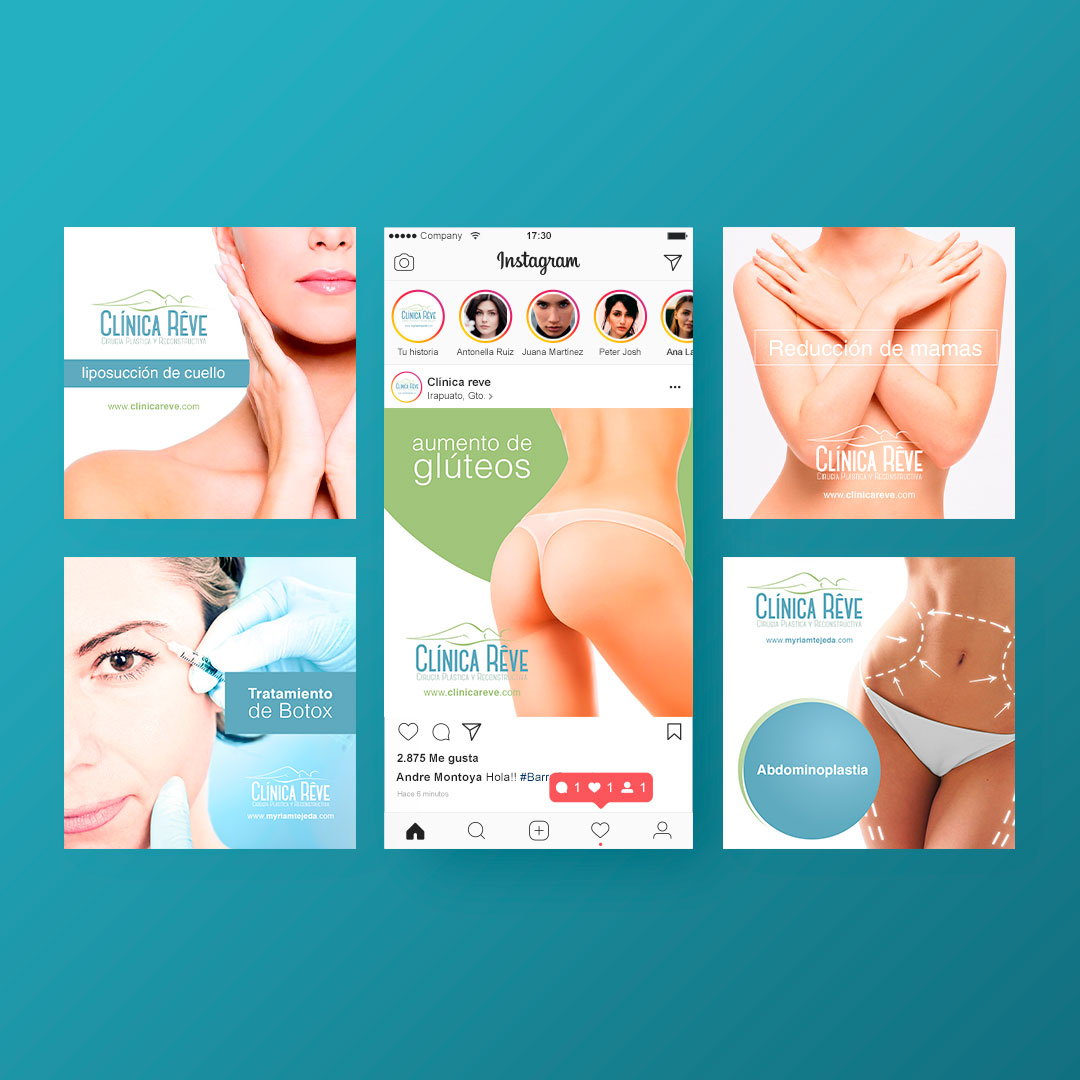 CLÍNICA RÊVE
CIRUGÍA PLÁSTICA Y RECONSTRUCTIVA
liposucción de cuello
www.clinicareve.com
Company
17:30
Instagram
CLÍNICA RÊVE
Tu historia
Antonella Ruiz
Juana Martinez
Peter Josh
Ana La
CLÍNICA RÊVE
Clínica reve
Irapuato, Gto. >
aumento de
glúteos
CLÍNICA RÊVE
CIRUGÍA PLÁSTICA Y RECONSTRUCTIVA
www.clinicareve.com
2.875 Me gusta
Andre Montoya Hola!! #Barr
Hace 6 minutos
1 1 1
Reducción de mamas
CLÍNICA RÊVE
CIRUGÍA PLÁSTICA Y RECONSTRUCTIVA
www.clinicareve.com
Tratamiento
de Botox
CLÍNICA RÊVE
CIRUGÍA PLÁSTICA Y RECONSTRUCTIVA
www.myriamtejeda.com
CLÍNICA RÊVE
CIRUGÍA PLÁSTICA Y RECONSTRUCTIVA
www.myriamtejeda.com
Abdominoplastia